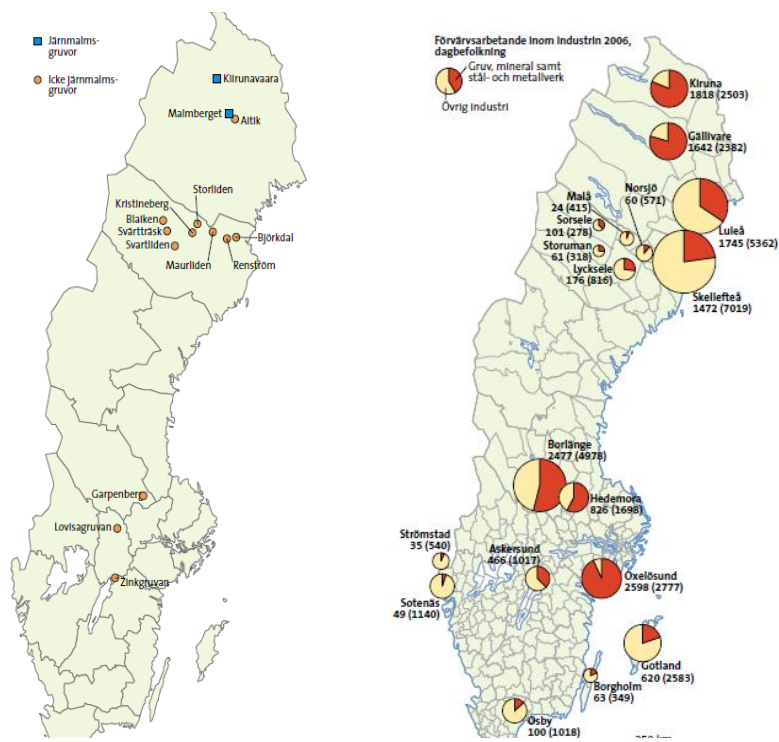 Järnmalms-
gruvor
Icke järnmalms-
gruvor
Kiirunavaara
Malmberget
Aitik
Storliden
Kristineberg
Blaiken
Svärtträsk
Svartliden
Björkdal
Maurliden
Renström
Garpenberg
Lovisagruvan
Zinkgruvan
Förvärvsarbetande inom industrin 2006,
dagbefolkning
Gruv, mineral samt
stål- och metallverk
Övrig industri
Kiruna
1818 (2503)
Gällivare
1642 (2382)
Norsjö
60 (571)
Malå
24 (415)
Sorsele
101 (278)
Storuman
61 (318)
Lycksele
176 (816)
Luleå
1745 (5362)
Skellefteå
1472 (7019)
Borlänge
2477 (4978)
Hedemora
826 (1698)
Strömstad
35 (540)
Askersund
466 (1017)
Oxelösund
2598 (2777)
Sotenäs
49 (1140)
Gotland
620 (2583)
Borgholm
63 (349)
Osby
100 (1018)